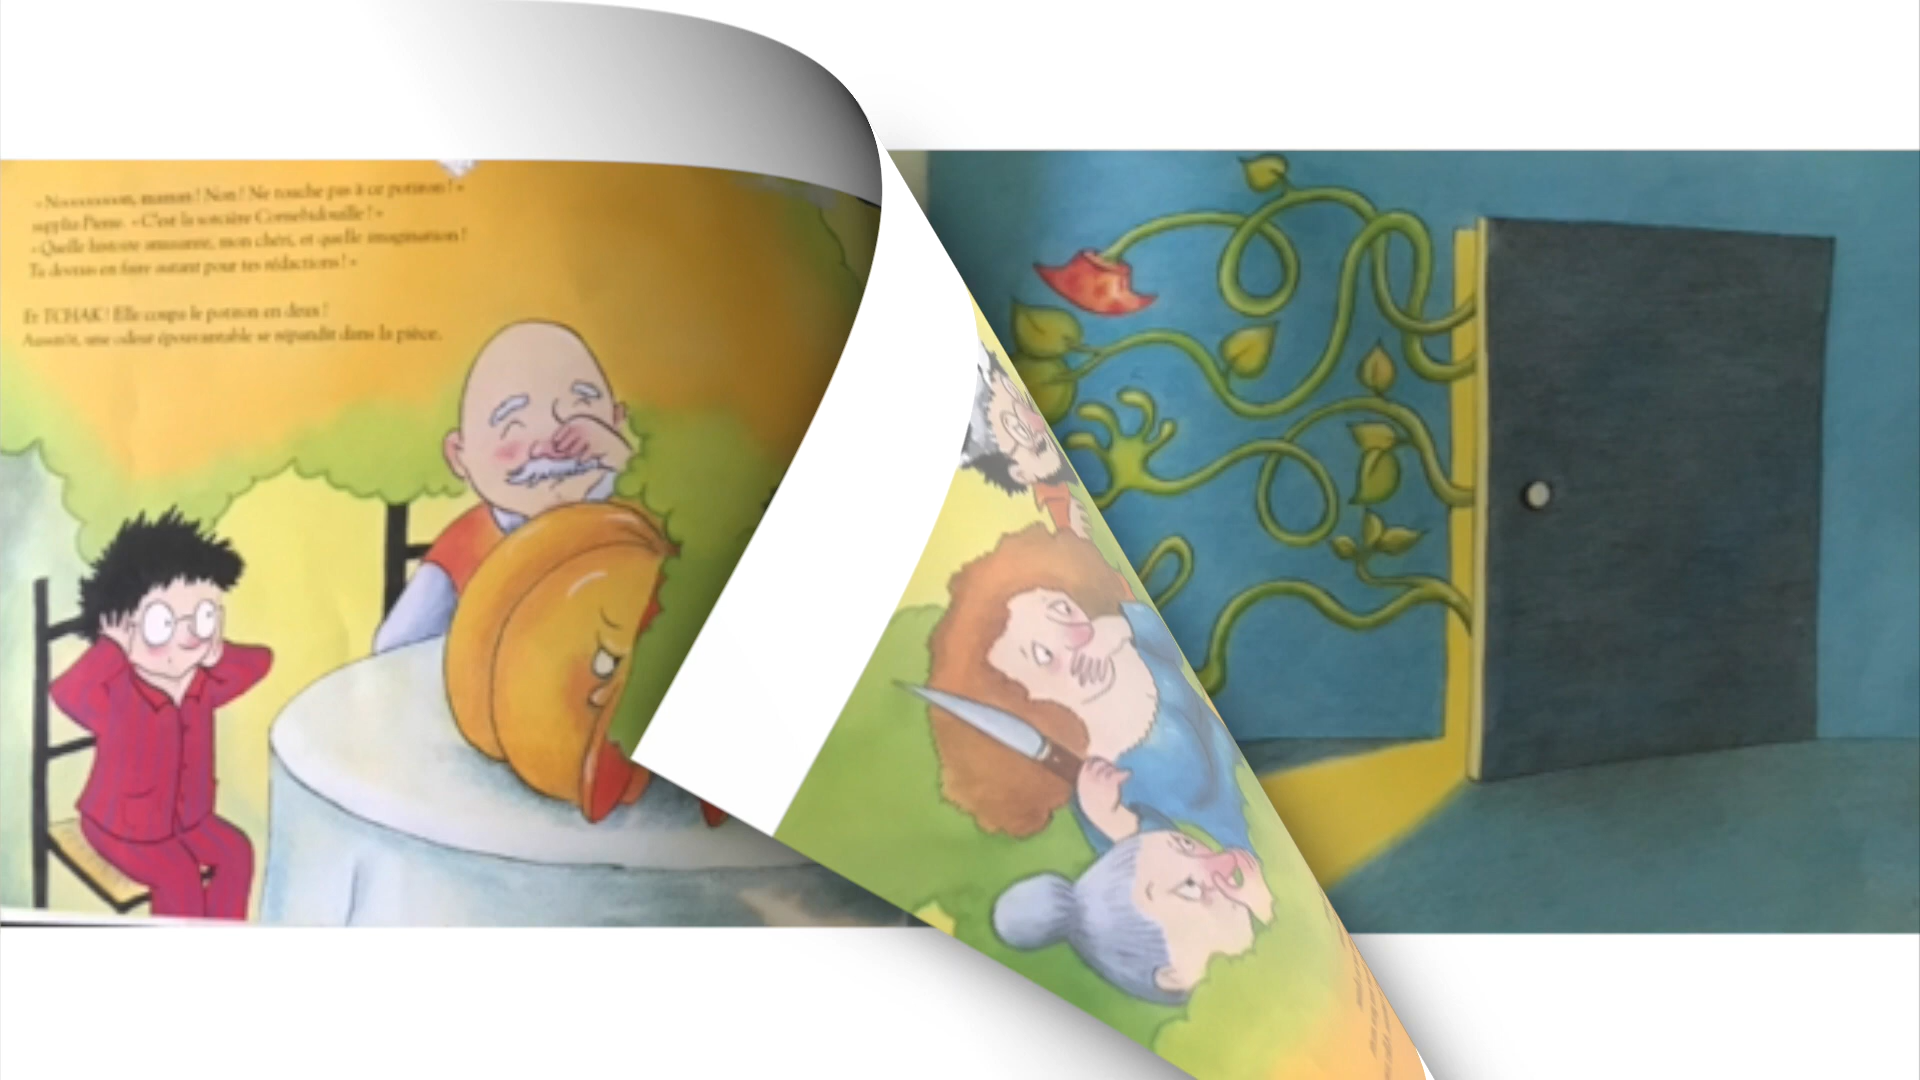 « Nooooooooon, maman ! Non ! Ne touche pas à ce potiron ! »
supplia Pierre. « C'est la sorcière Cornebidouille ! »
« Quelle histoire amusante, mon chéri, et quelle imagination !
Tu devrais en faire autant pour tes rédactions ! »
Et TCHAK ! Elle coupa le potiron en deux !
Aussitôt, une odeur épouvantable se répandit dans la pièce.